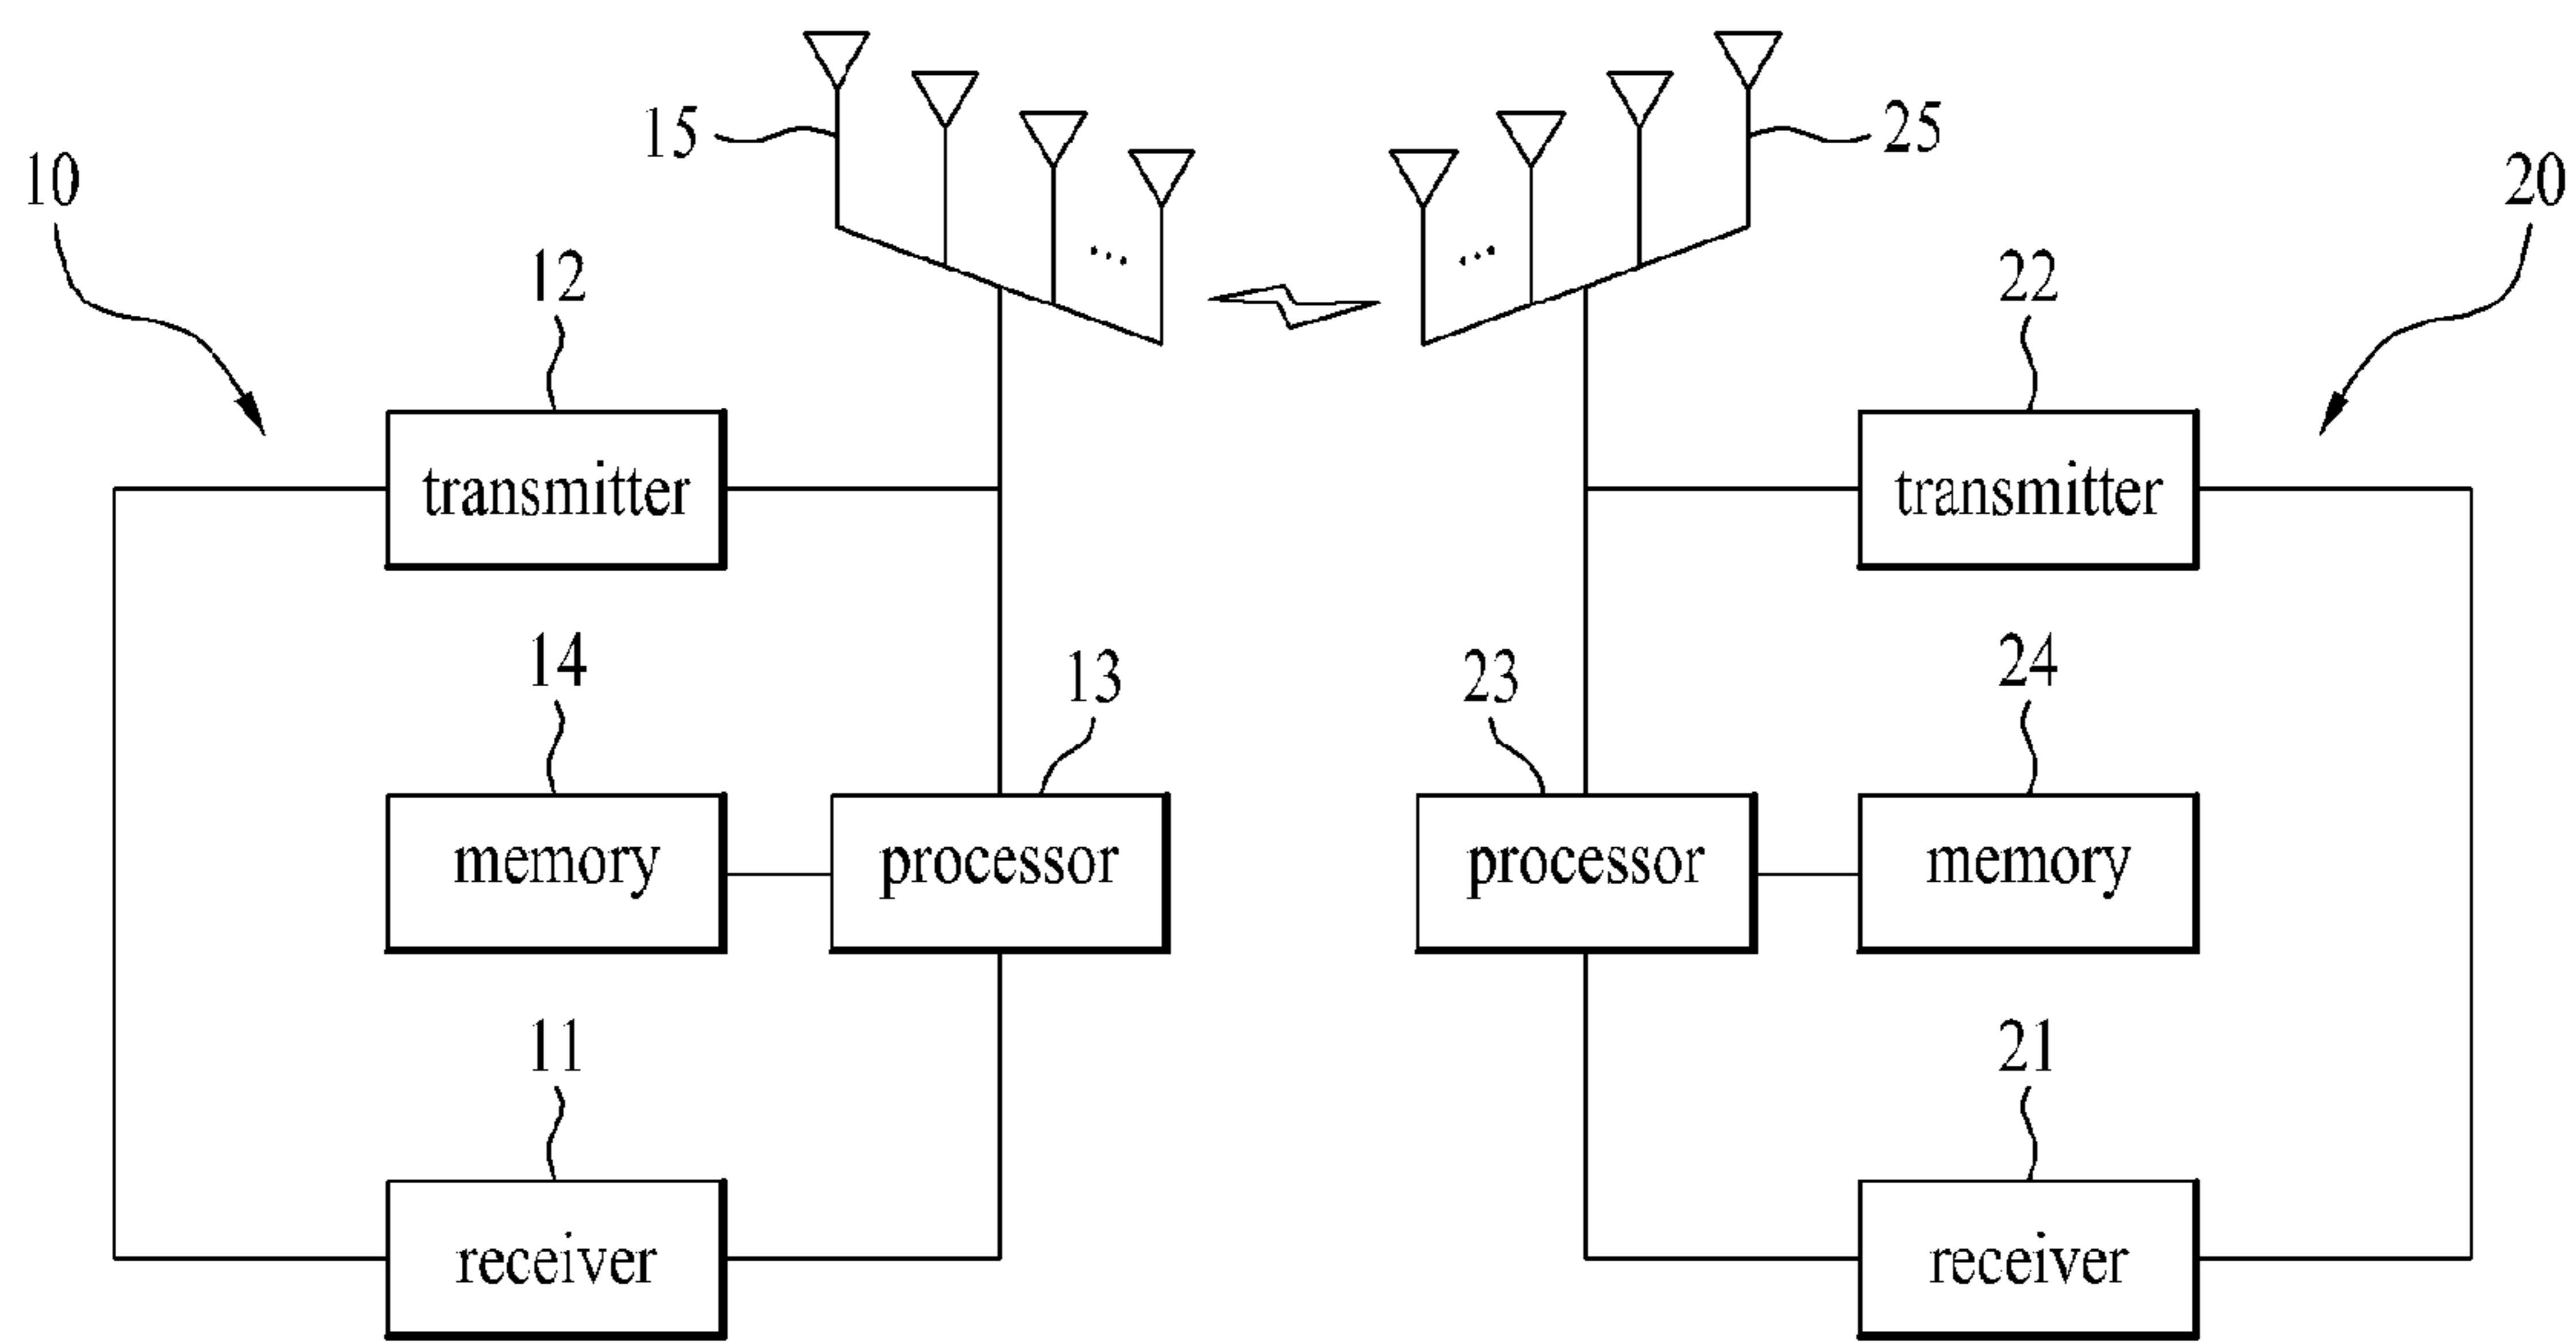 15
25
10
20
12
22
transmitter
transmitter
14
13
23
24
memory
processor
processor
memory
11
21
receiver
receiver